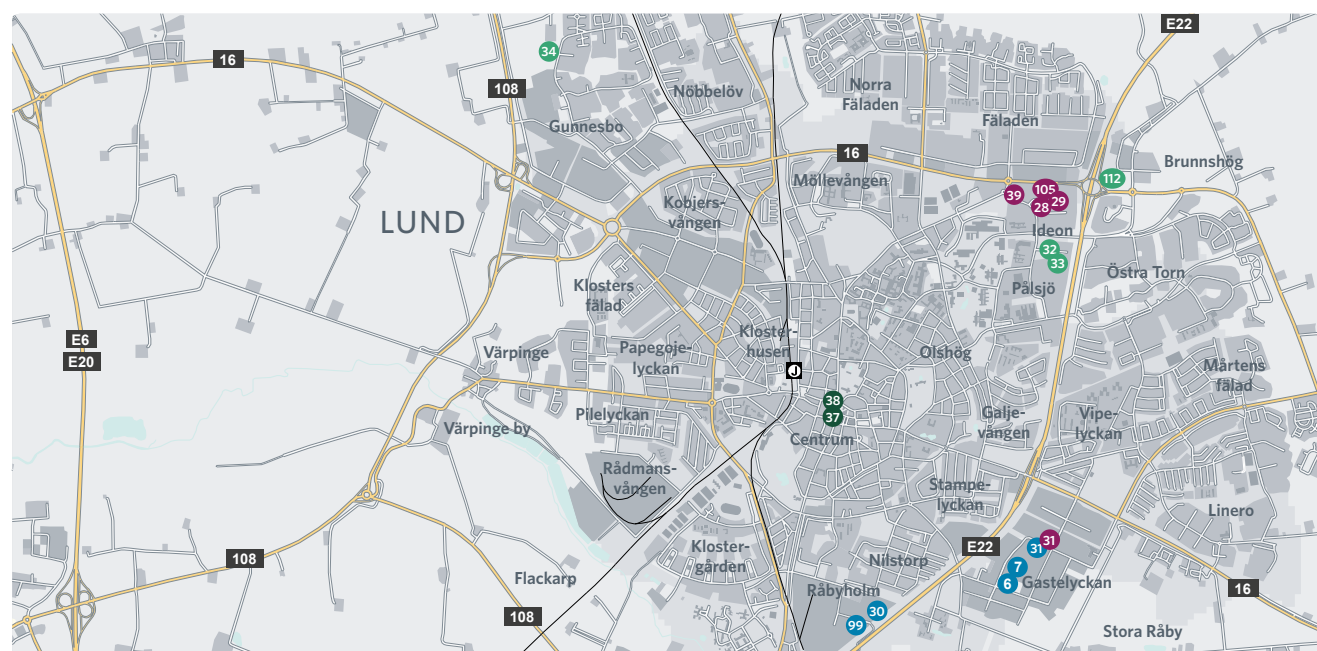 E22
34
16
108
Nöbbelöv
Norra
Fäladen
Fäladen
Gunnesbo
16
Brunnshög
112
Möllevången
39
105
29
28
Kobjers-
vången
LUND
Ideon
32
33
Östra Torn
Pålsjö
Klosters
fälad
E6
E20
Kloster-
husen
Värpinge
Papegoje-
lyckan
Olshög
Mårtens
fälad
J
38
37
Pilelyckan
Värpinge by
Centrum
Galje-
vången
Vipe-
lyckan
Rådmans-
vången
Stampe-
lyckan
Linero
31
31
E22
108
Kloster-
gården
Nilstorp
7
6
Gastelyckan
Flackarp
Råbyholm
16
30
108
99
Stora Råby